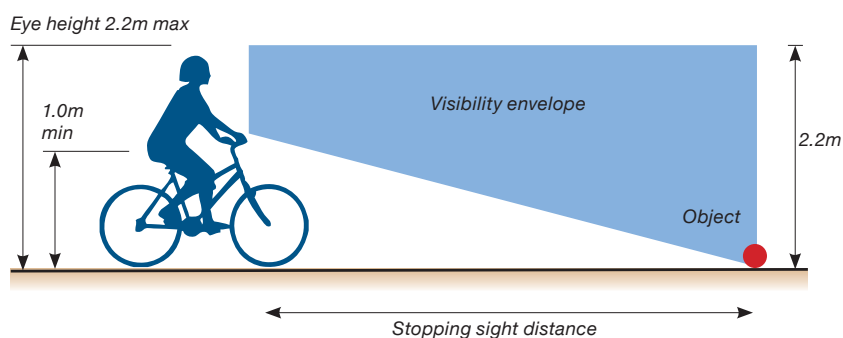 Eye height 2.2m max
1.0m
min
Visibility envelope
2.2m
Object
Stopping sight distance